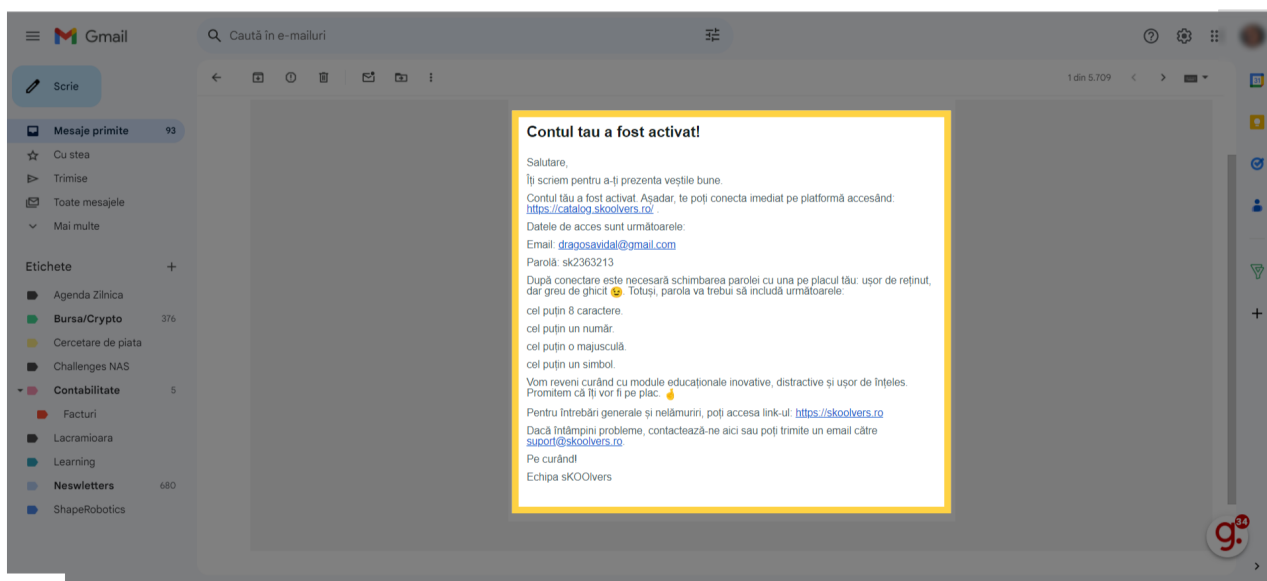 Gmail
Caută în e-mailuri
Scrie
1 din 5.709
Mesaje primite 93
Cu stea
Trimise
Toate mesajele
Mai multe
Etichete
Agenda Zilnica
Bursa/Crypto 376
Cercetare de piata
Challenges NAS
Contabilitate 5
Facturi
Lacramioara
Learning
Neswletters 680
ShapeRobotics
Contul tau a fost activat!
Salutare,
Îți scriem pentru a-ți prezenta veștile bune.
Contul tău a fost activat. Așadar, te poți conecta imediat pe platformă accesând:
https://catalog.skoolvers.ro/ .
Datele de acces sunt următoarele:
Email: dragosavidal@gmail.com
Parolă: sk2363213
După conectare este necesară schimbarea parolei cu una pe placul tău: ușor de reținut,
dar greu de ghicit 😉. Totuși, parola va trebui să includă următoarele:
cel puțin 8 caractere.
cel puțin un număr.
cel puțin o majusculă.
cel puțin un simbol.
Vom reveni curând cu module educaționale inovative, distractive și ușor de înțeles.
Promitem că îți vor fi pe plac. 🤞
Pentru întrebări generale și nelămuriri, poți accesa link-ul: https://skoolvers.ro
Dacă întâmpini probleme, contactează-ne aici sau poți trimite un email către
suport@skoolvers.ro.
Pe curând!
Echipa sKOOlvers
31
g. 34